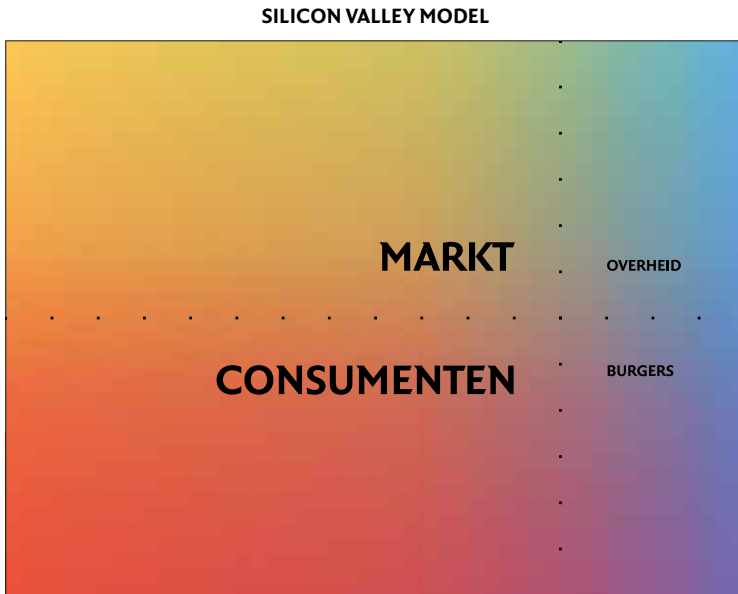 SILICON VALLEY MODEL
MARKT
OVERHEID
CONSUMENTEN
BURGERS